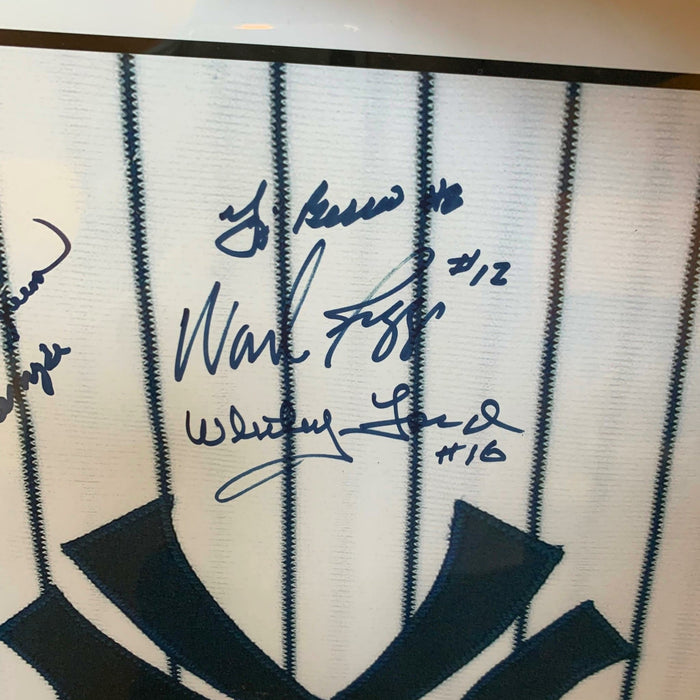 Yogi Berra #8
Wade Boggs #12
Whitey Ford
#16